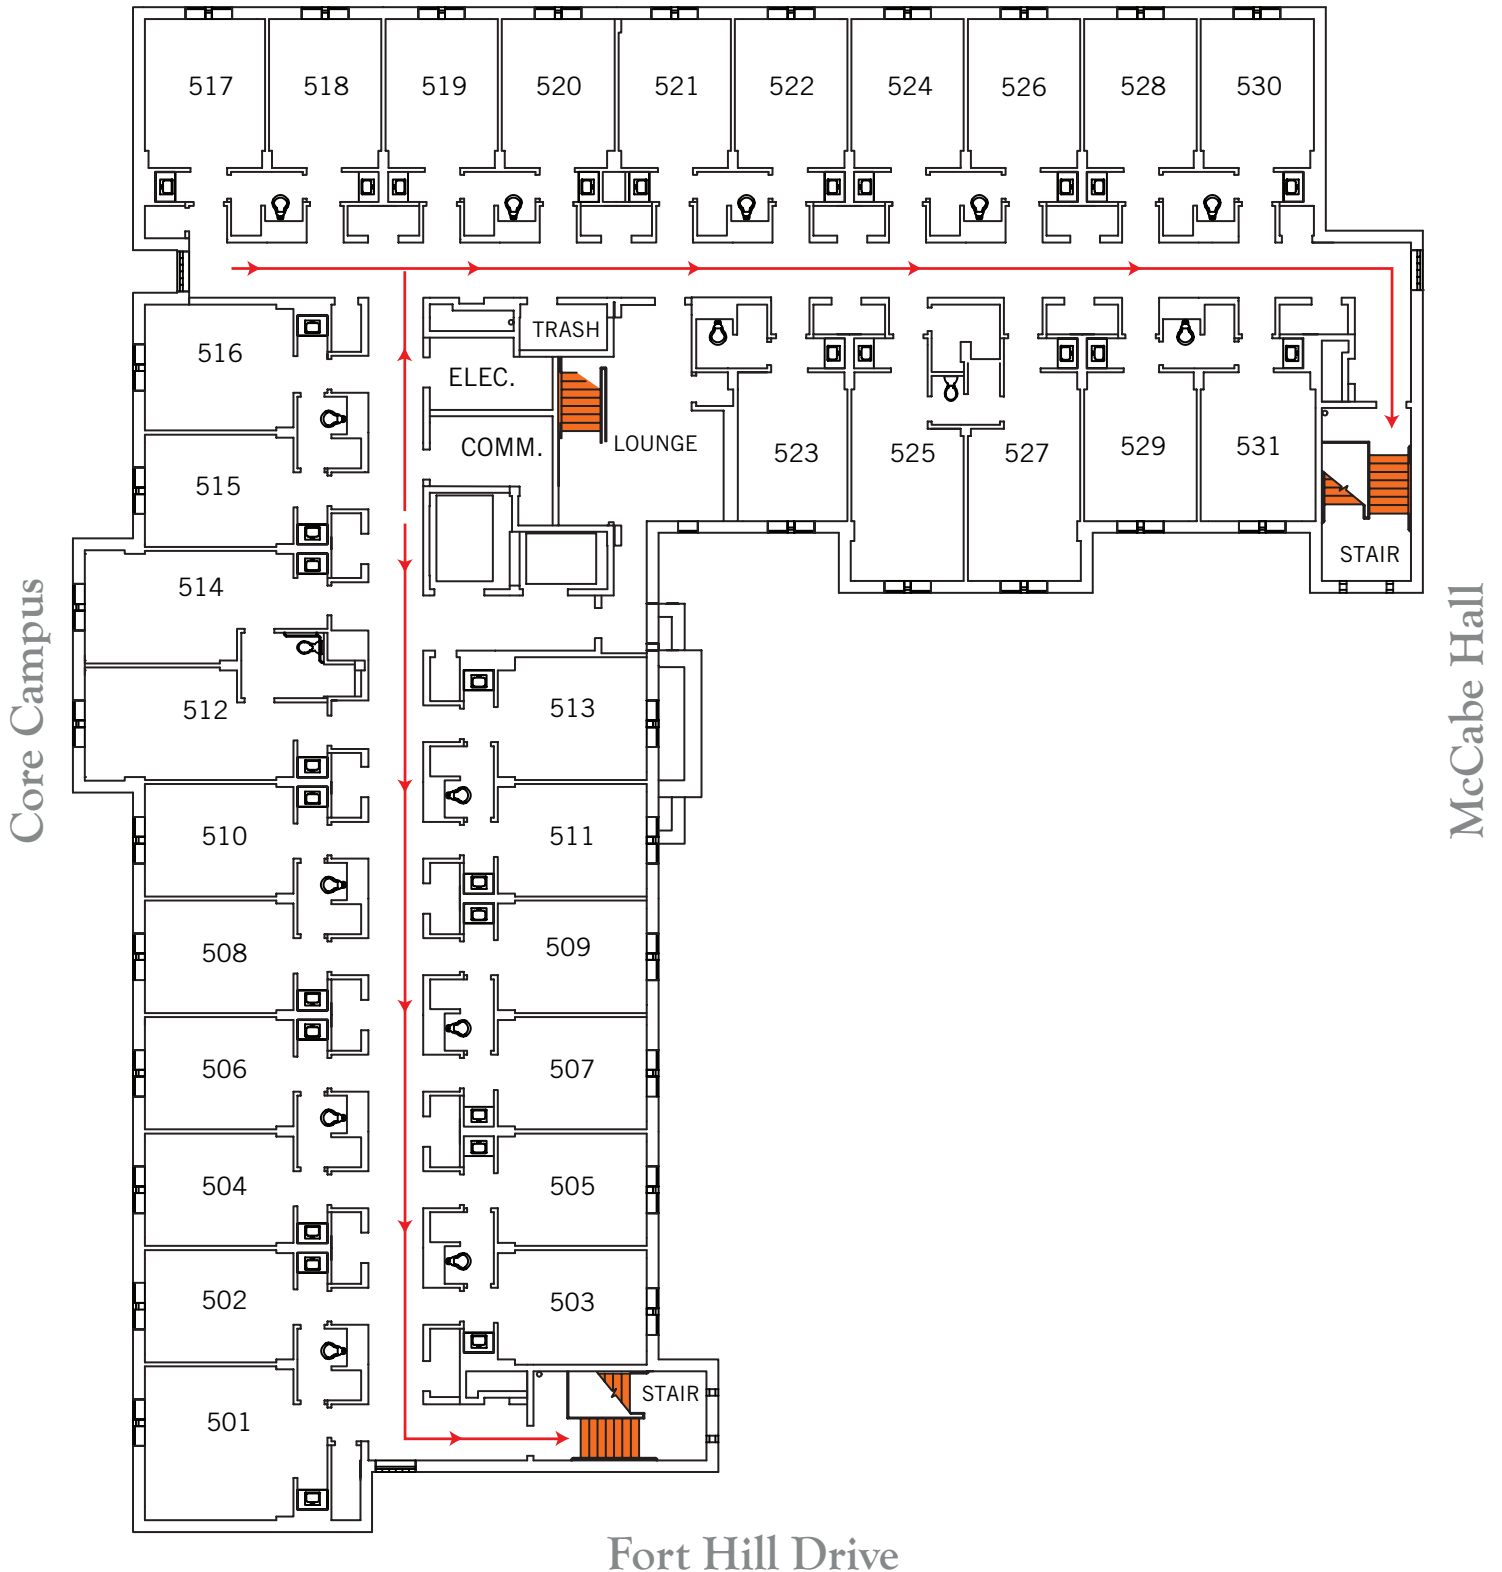 517 518 519 520 521 522 524 526 528 530
TRASH
516
ELEC.
COMM.
LOUNGE
523 525 527 529 531
515
STAIR
514
512
513
510
511
508
509
506
507
504
505
502
503
STAIR
501
Core Campus
McCabe Hall
Fort Hill Drive